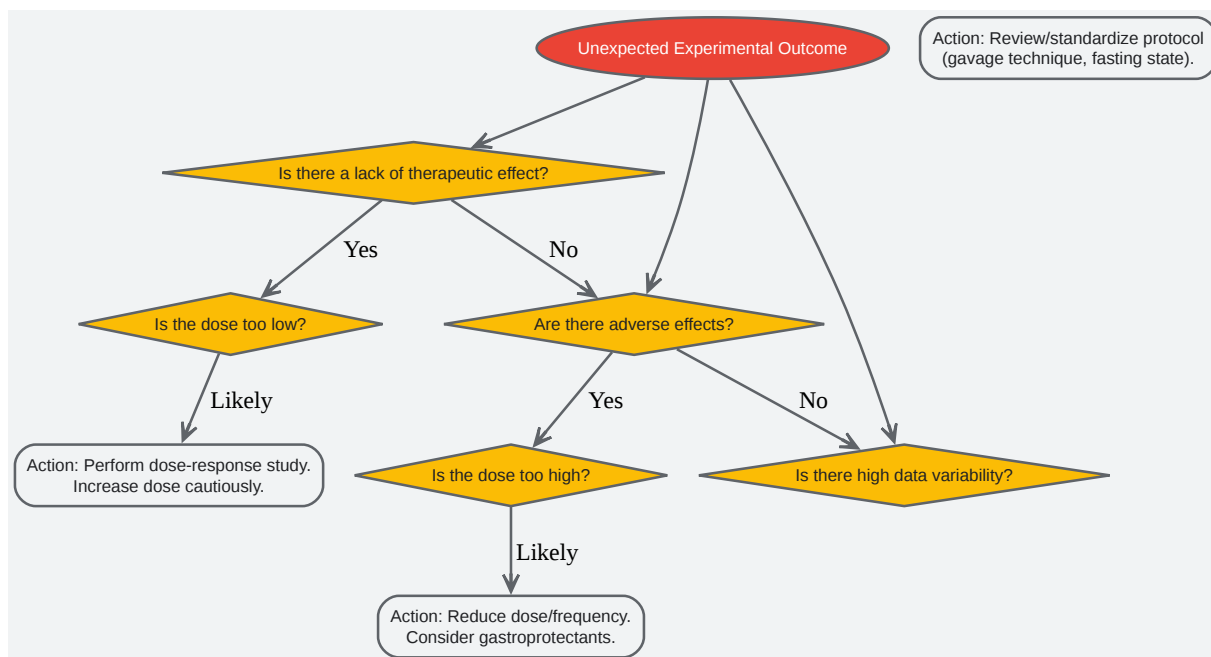 Unexpected Experimental Outcome
Action: Review/standardize protocol
(gavage technique, fasting state).
Is there a lack of therapeutic effect?
Yes
No
Is the dose too low?
Are there adverse effects?
Likely
Yes
No
Action: Perform dose-response study.
Increase dose cautiously.
Is the dose too high?
Is there high data variability?
Likely
Action: Reduce dose/frequency.
Consider gastroprotectants.